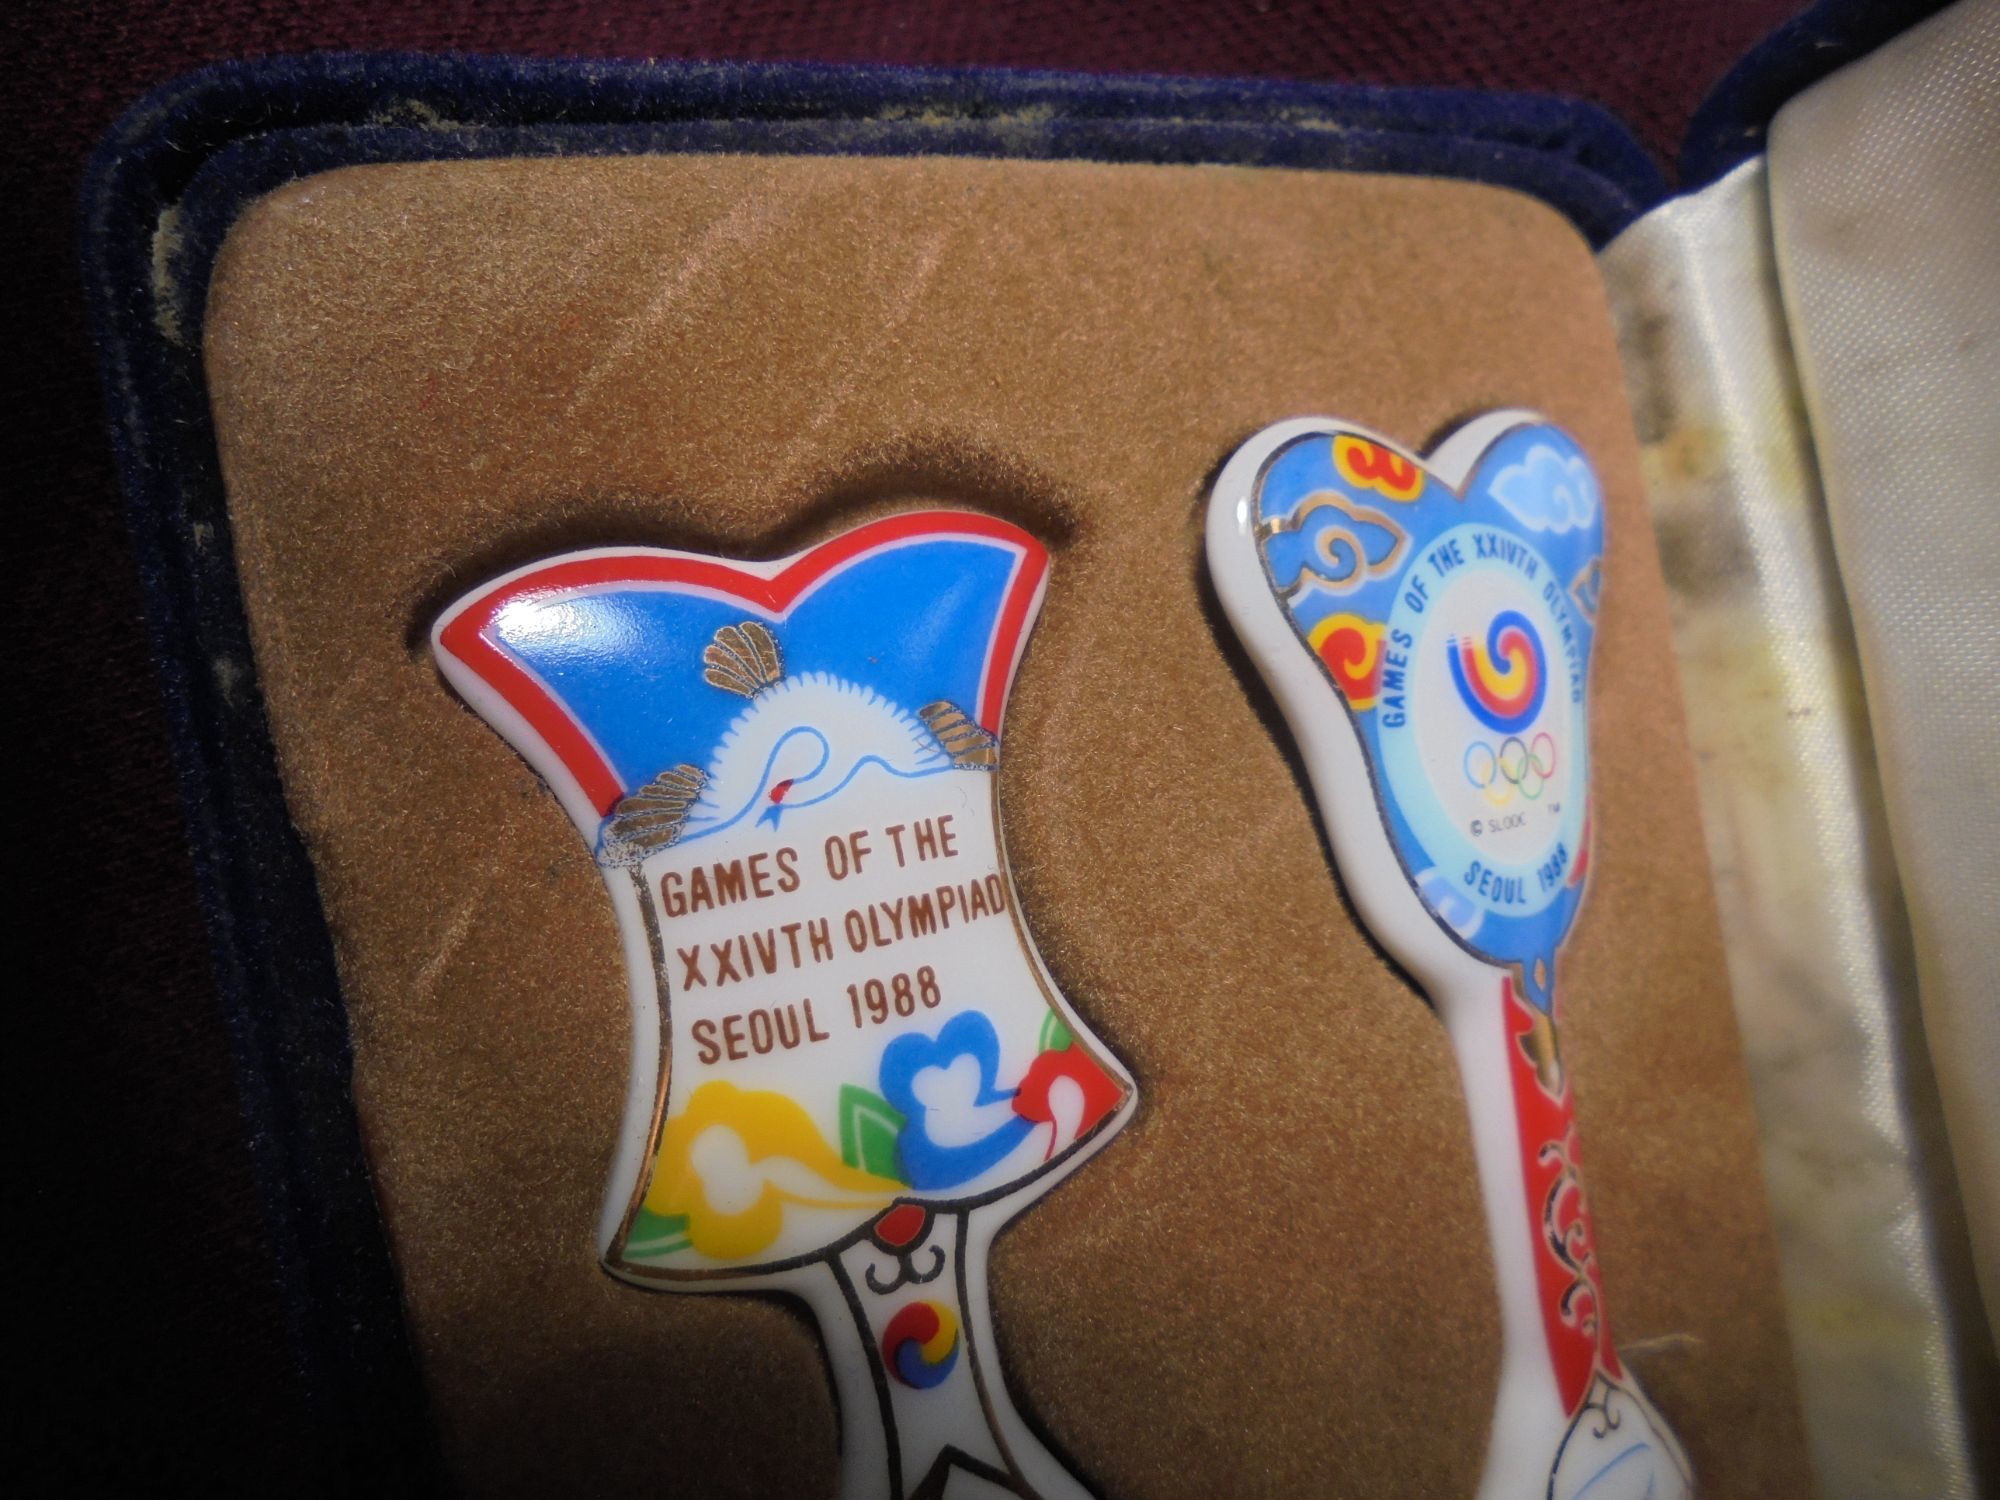 GAMES OF THE
XXIVTH OLYMPIAD
SEOUL 1988
GAMES OF THE XXIVTH OLYMPIAD
© SLOOC TM
SEOUL 1988